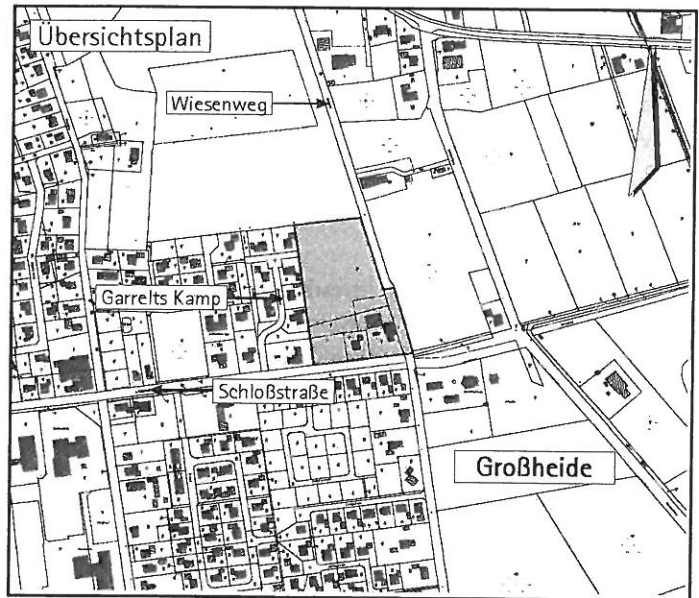 Übersichtsplan
Wiesenweg
Garrelts Kamp
Schloßstraße
Großheide